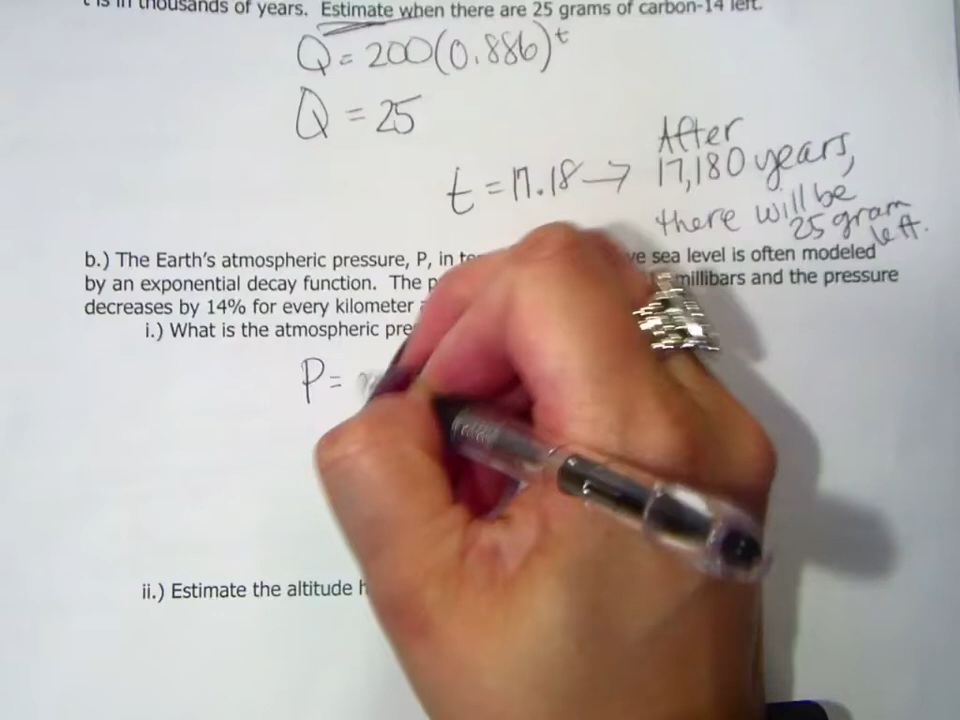 t is in thousands of years. Estimate when there are 25 grams of carbon-14 left.
Q = 200(0.886)^t
Q = 25
t = 17.18 → After
17,180 years,
there will be
25 gram
left.
b.) The Earth's atmospheric pressure, P, in sea level is often modeled
by an exponential decay function. The millibars and the pressure
decreases by 14% for every kilometer
i.) What is the atmospheric
P =
ii.) Estimate the altitude